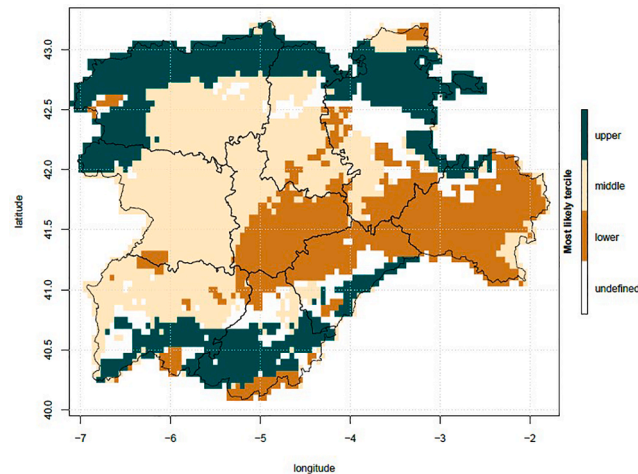 43.0
42.5
42.0
41.5
41.0
40.5
40.0
latitude
-7
-6
-5
-4
-3
-2
longitude
Most likely tercile
upper
middle
lower
undefined